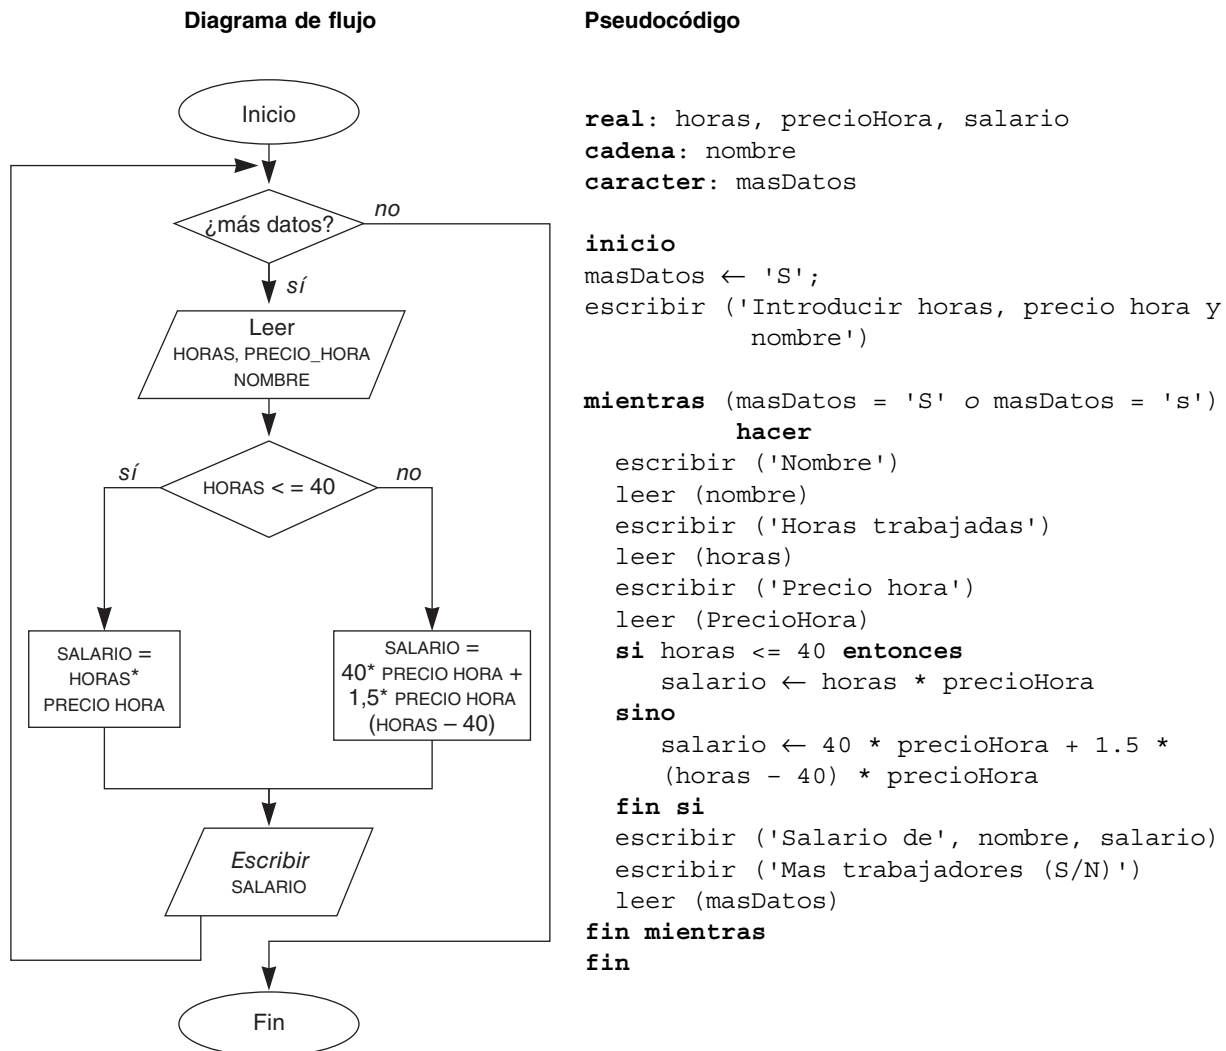 Diagrama de flujo
Inicio
¿más datos?
no
sí
Leer
HORAS, PRECIO_HORA
NOMBRE
sí
HORAS < = 40
no
SALARIO =
HORAS*
PRECIO HORA
SALARIO =
40* PRECIO HORA +
1,5* PRECIO HORA
(HORAS – 40)
Escribir
SALARIO
Fin
Pseudocódigo
real: horas, precioHora, salario
cadena: nombre
caracter: masDatos
inicio
masDatos ← 'S';
escribir ('Introducir horas, precio hora y
nombre')
mientras (masDatos = 'S' o masDatos = 's')
hacer
escribir ('Nombre')
leer (nombre)
escribir ('Horas trabajadas')
leer (horas)
escribir ('Precio hora')
leer (PrecioHora)
si horas <= 40 entonces
salario ← horas * precioHora
sino
salario ← 40 * precioHora + 1.5 *
(horas – 40) * precioHora
fin si
escribir ('Salario de', nombre, salario)
escribir ('Mas trabajadores (S/N)')
leer (masDatos)
fin mientras
fin